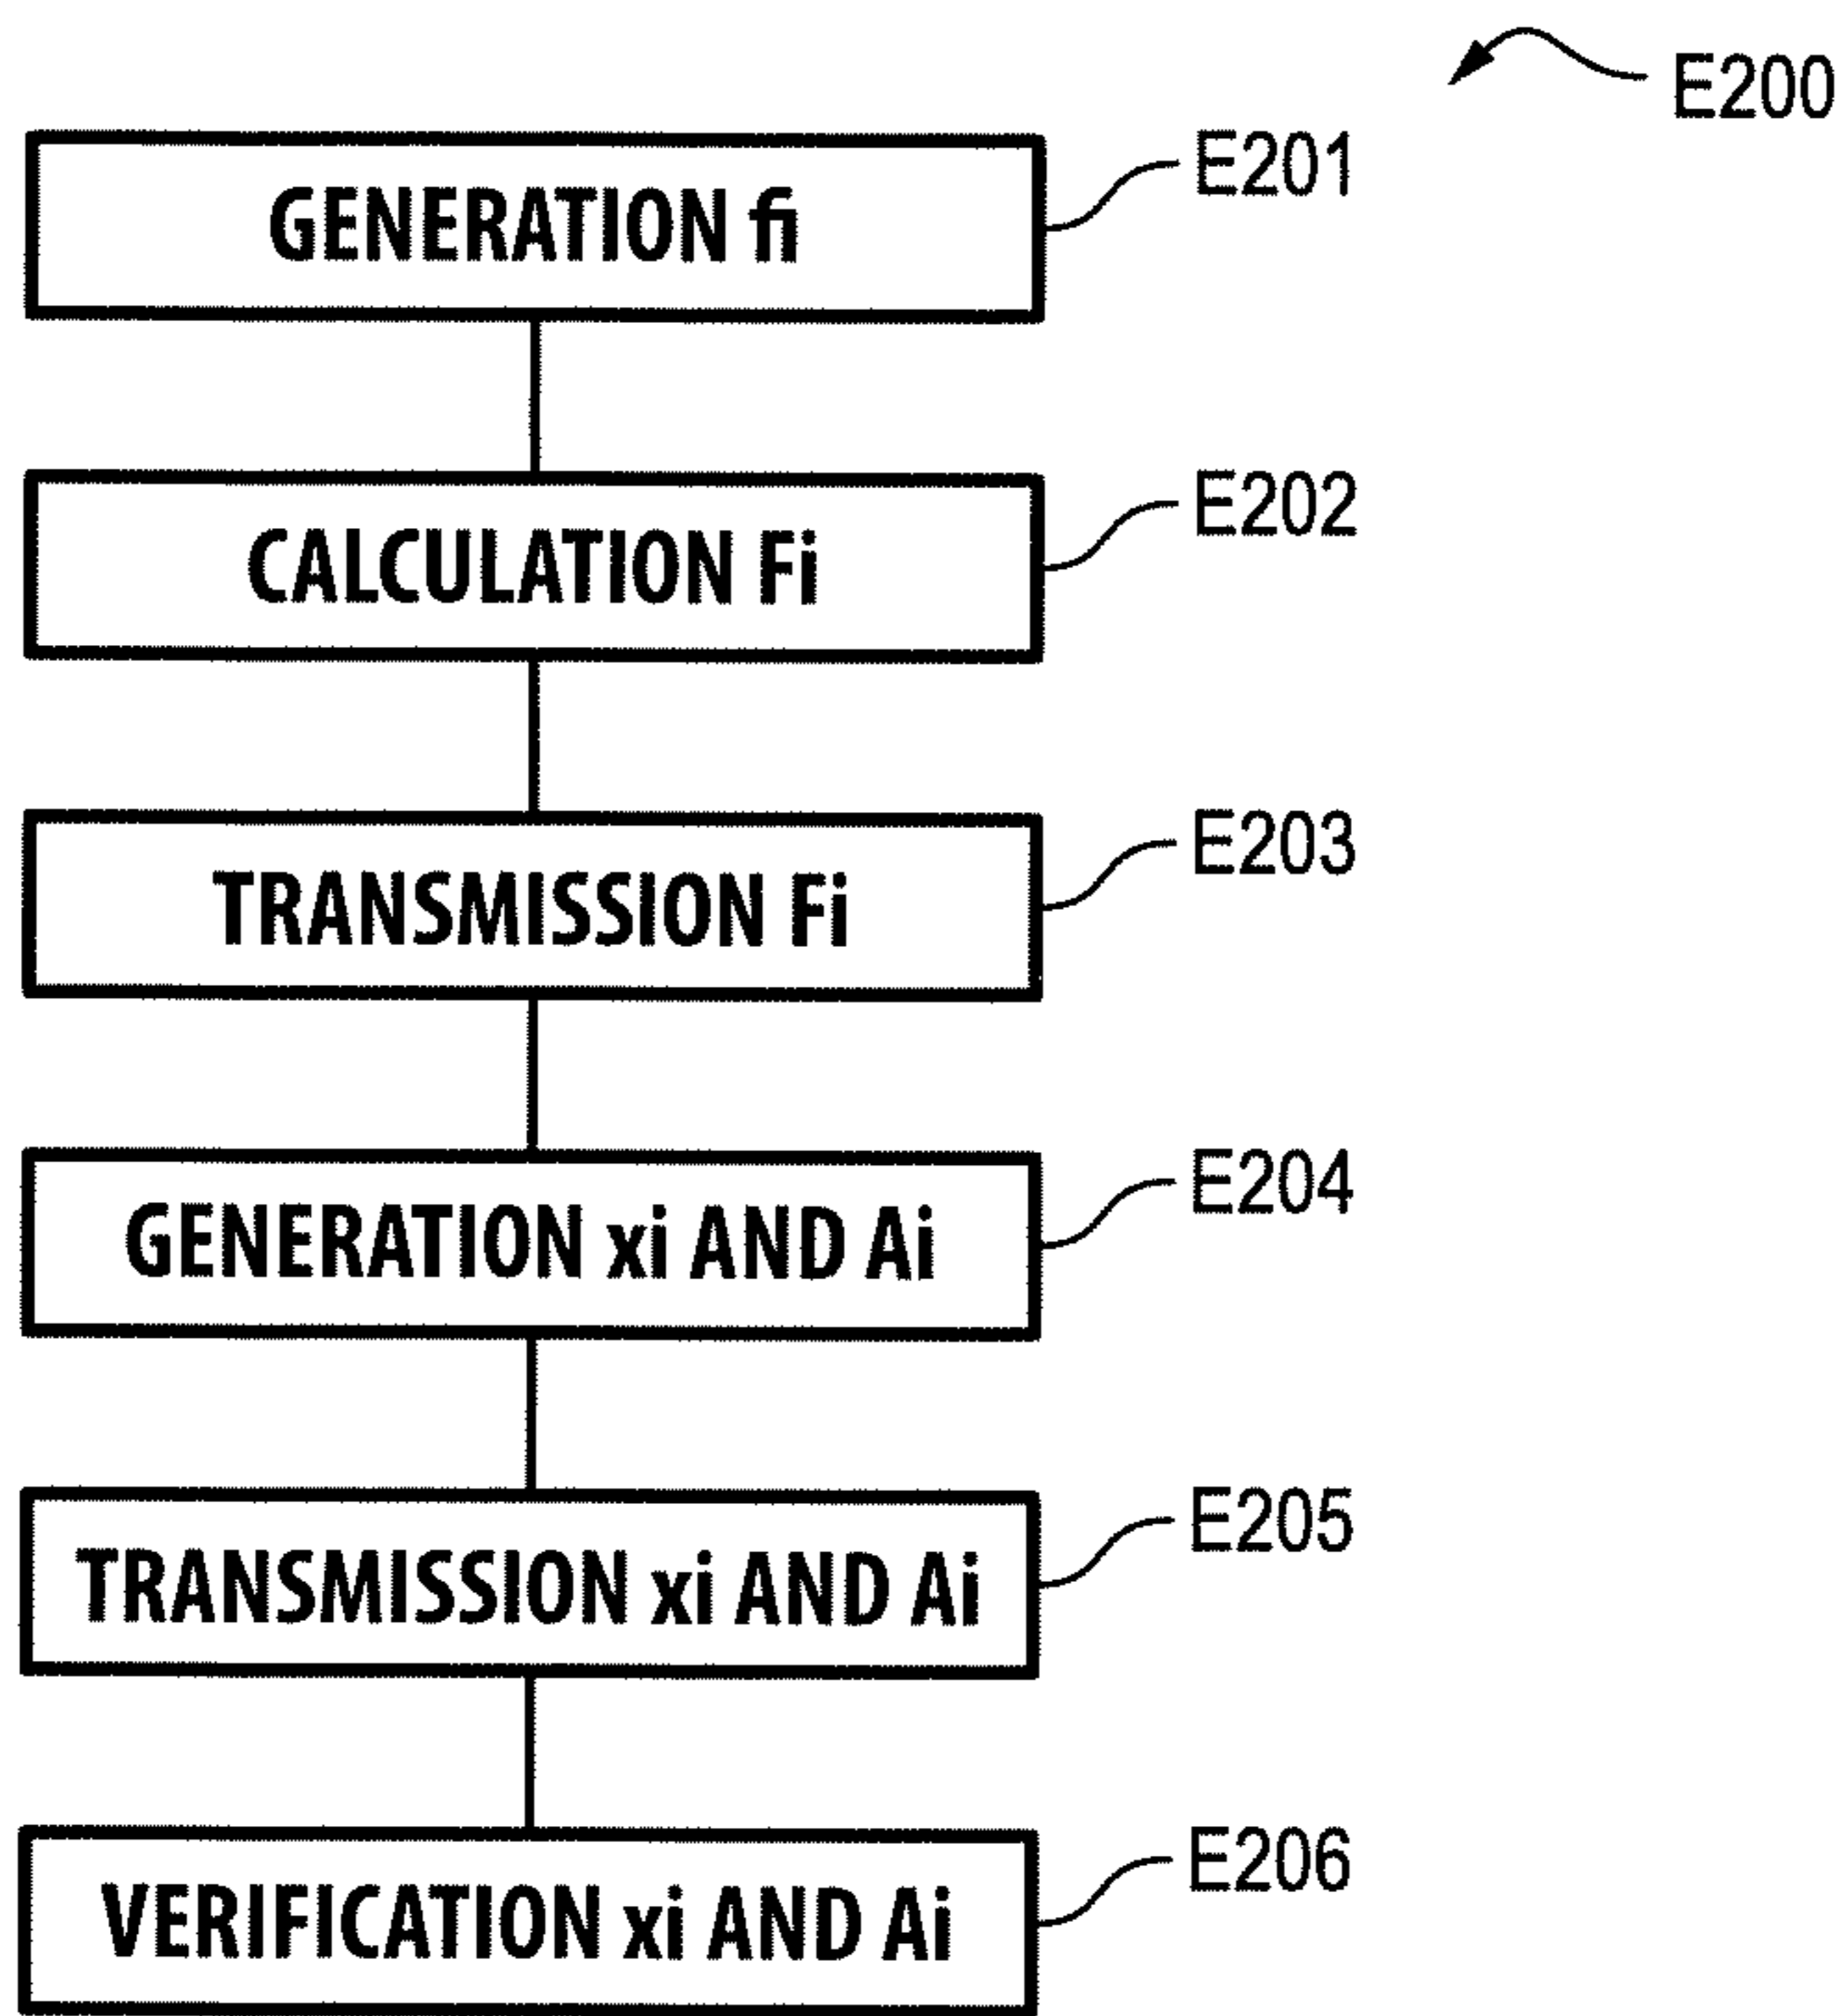 E200
GENERATION fi
E201
CALCULATION Fi
E202
TRANSMISSION Fi
E203
GENERATION xi AND Ai
E204
TRANSMISSION xi AND Ai
E205
VERIFICATION xi AND Ai
E206